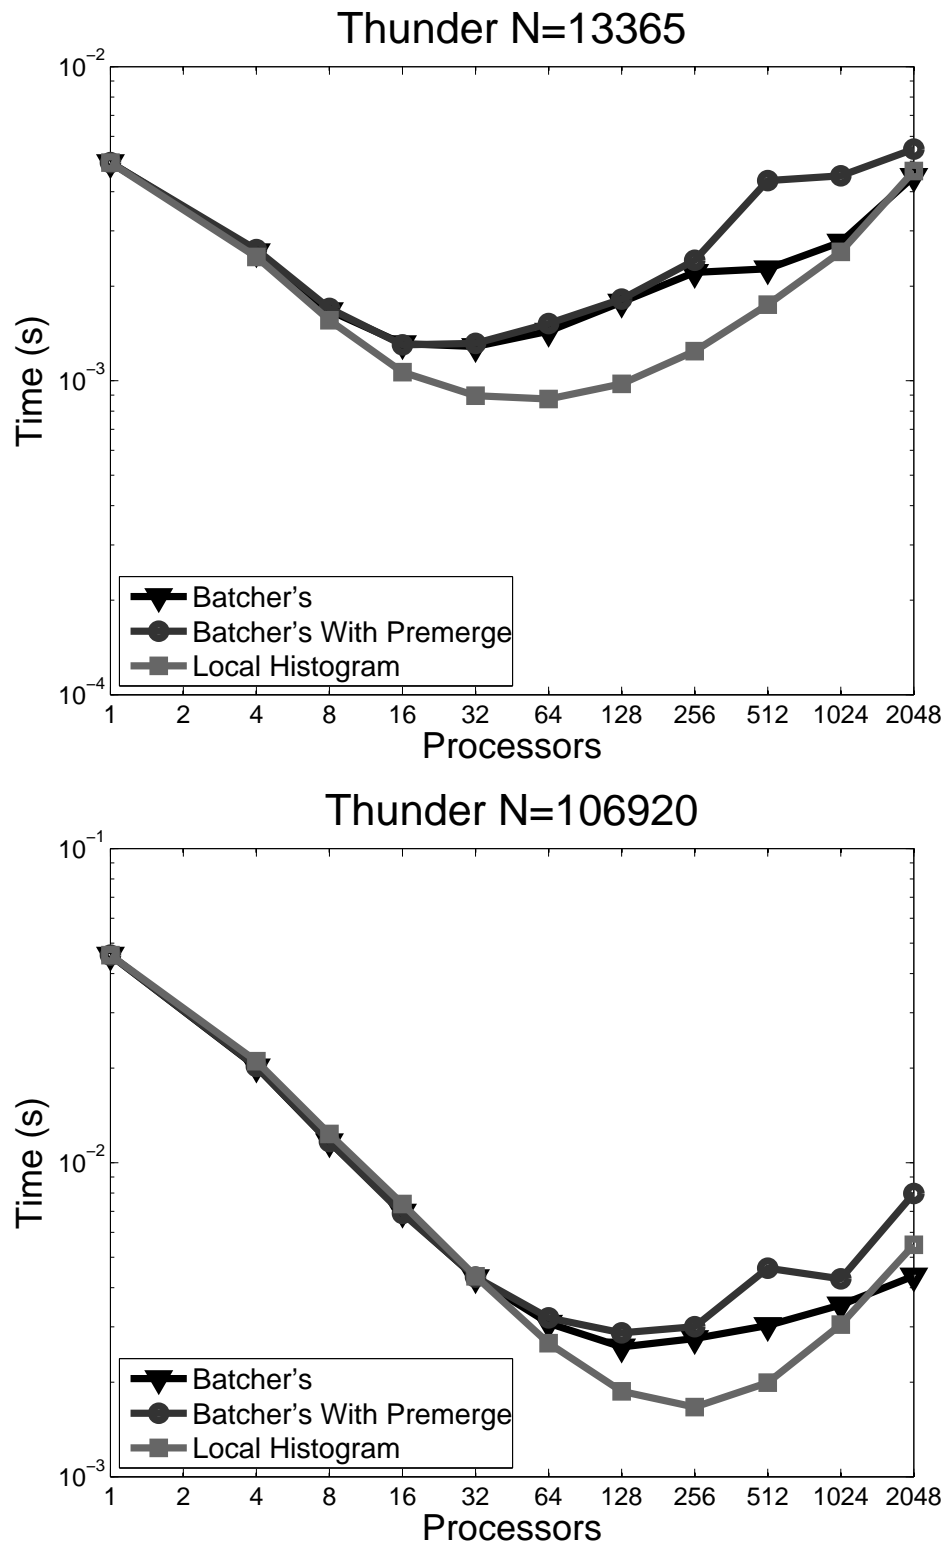 Thunder N=13365
10⁻²
10⁻³
10⁻⁴
Time (s)
Batcher's
Batcher's With Premerge
Local Histogram
1 2 4 8 16 32 64 128 256 512 1024 2048
Processors
Thunder N=106920
10⁻¹
10⁻²
10⁻³
Time (s)
Batcher's
Batcher's With Premerge
Local Histogram
1 2 4 8 16 32 64 128 256 512 1024 2048
Processors